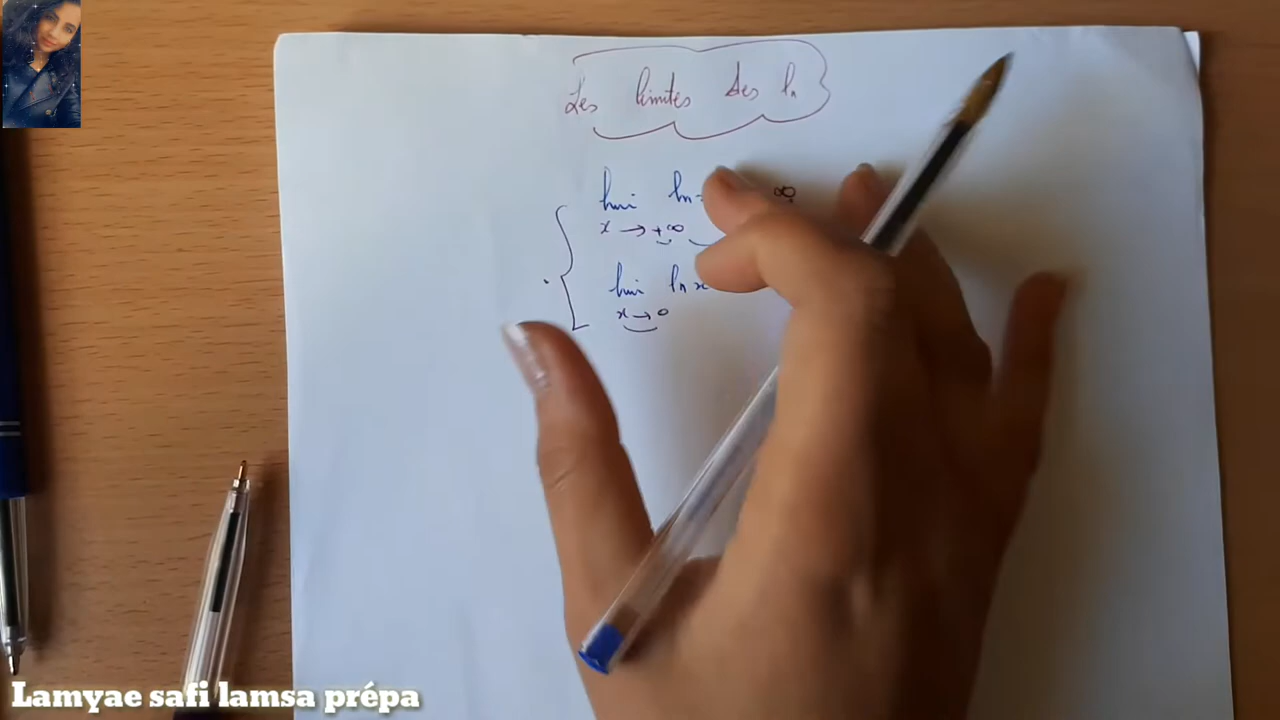 Les limites des ln
lim ln ∞
x → +∞
lim ln x
x → 0
Lamyae safi lamsa prépa